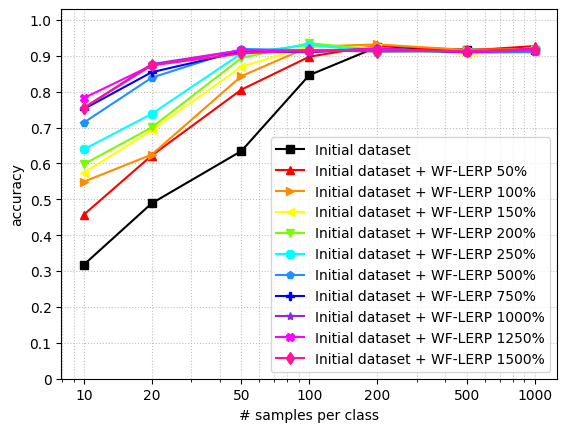 1.0
0.9
0.8
0.7
0.6
0.5
0.4
0.3
0.2
0.1
0
accuracy
10 20 50 100 200 500 1000
# samples per class
Initial dataset
Initial dataset + WF-LERP 50%
Initial dataset + WF-LERP 100%
Initial dataset + WF-LERP 150%
Initial dataset + WF-LERP 200%
Initial dataset + WF-LERP 250%
Initial dataset + WF-LERP 500%
Initial dataset + WF-LERP 750%
Initial dataset + WF-LERP 1000%
Initial dataset + WF-LERP 1250%
Initial dataset + WF-LERP 1500%